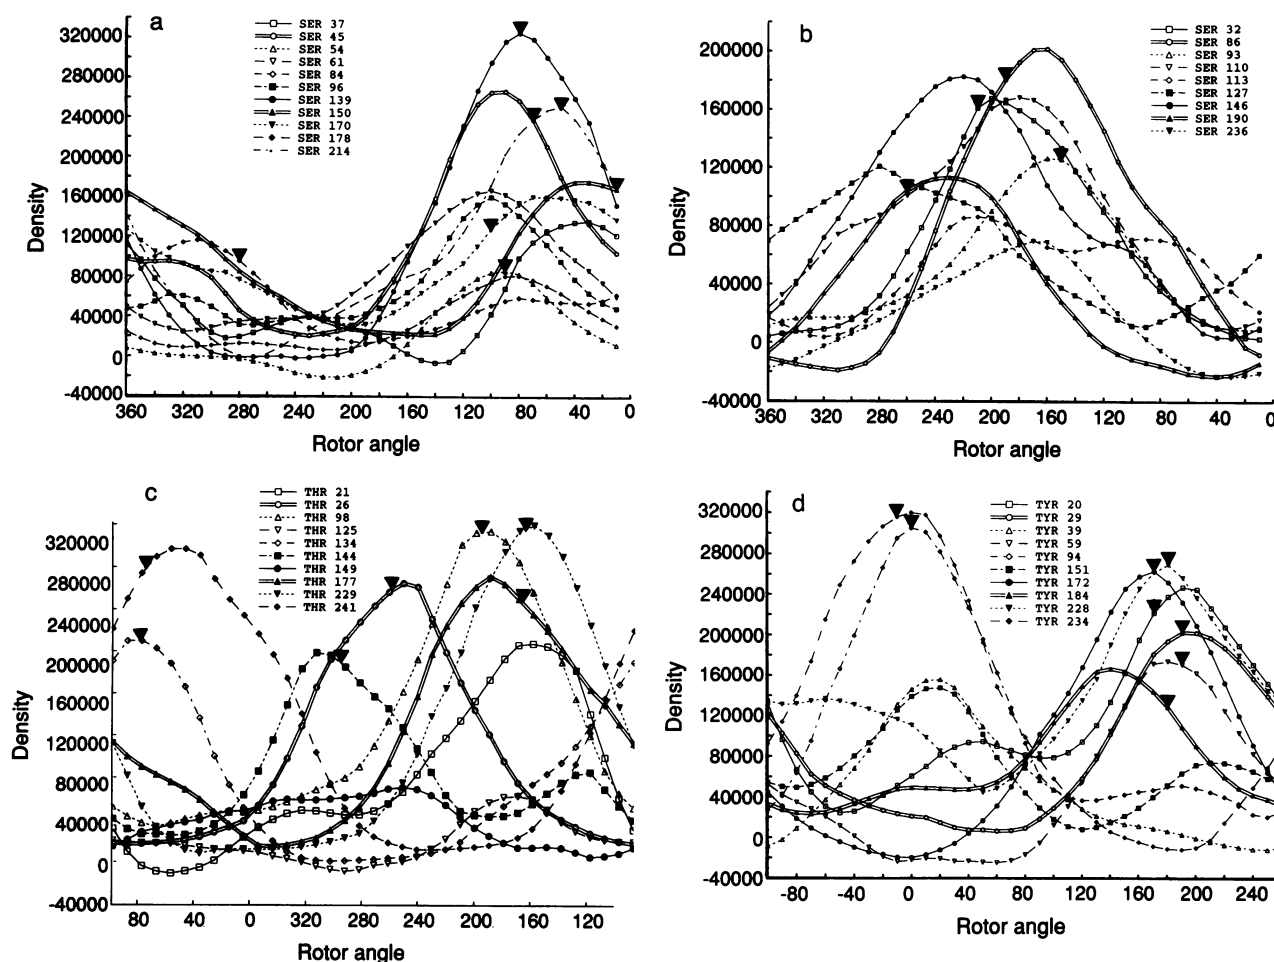 a
320000
280000
240000
200000
160000
120000
80000
40000
0
-40000
Density
360 320 280 240 200 160 120 80 40 0
Rotor angle
SER 37
SER 45
SER 54
SER 61
SER 84
SER 96
SER 139
SER 150
SER 170
SER 178
SER 214
b
200000
160000
120000
80000
40000
0
-40000
Density
360 320 280 240 200 160 120 80 40 0
Rotor angle
SER 32
SER 86
SER 93
SER 110
SER 113
SER 127
SER 146
SER 190
SER 236
c
320000
280000
240000
200000
160000
120000
80000
40000
0
-40000
Density
80 40 0 320 280 240 200 160 120
Rotor angle
THR 21
THR 26
THR 98
THR 125
THR 134
THR 144
THR 149
THR 177
THR 229
THR 241
d
320000
280000
240000
200000
160000
120000
80000
40000
0
-40000
Density
-80 -40 0 40 80 120 160 200 240
Rotor angle
TYR 20
TYR 29
TYR 39
TYR 59
TYR 94
TYR 151
TYR 172
TYR 184
TYR 228
TYR 234